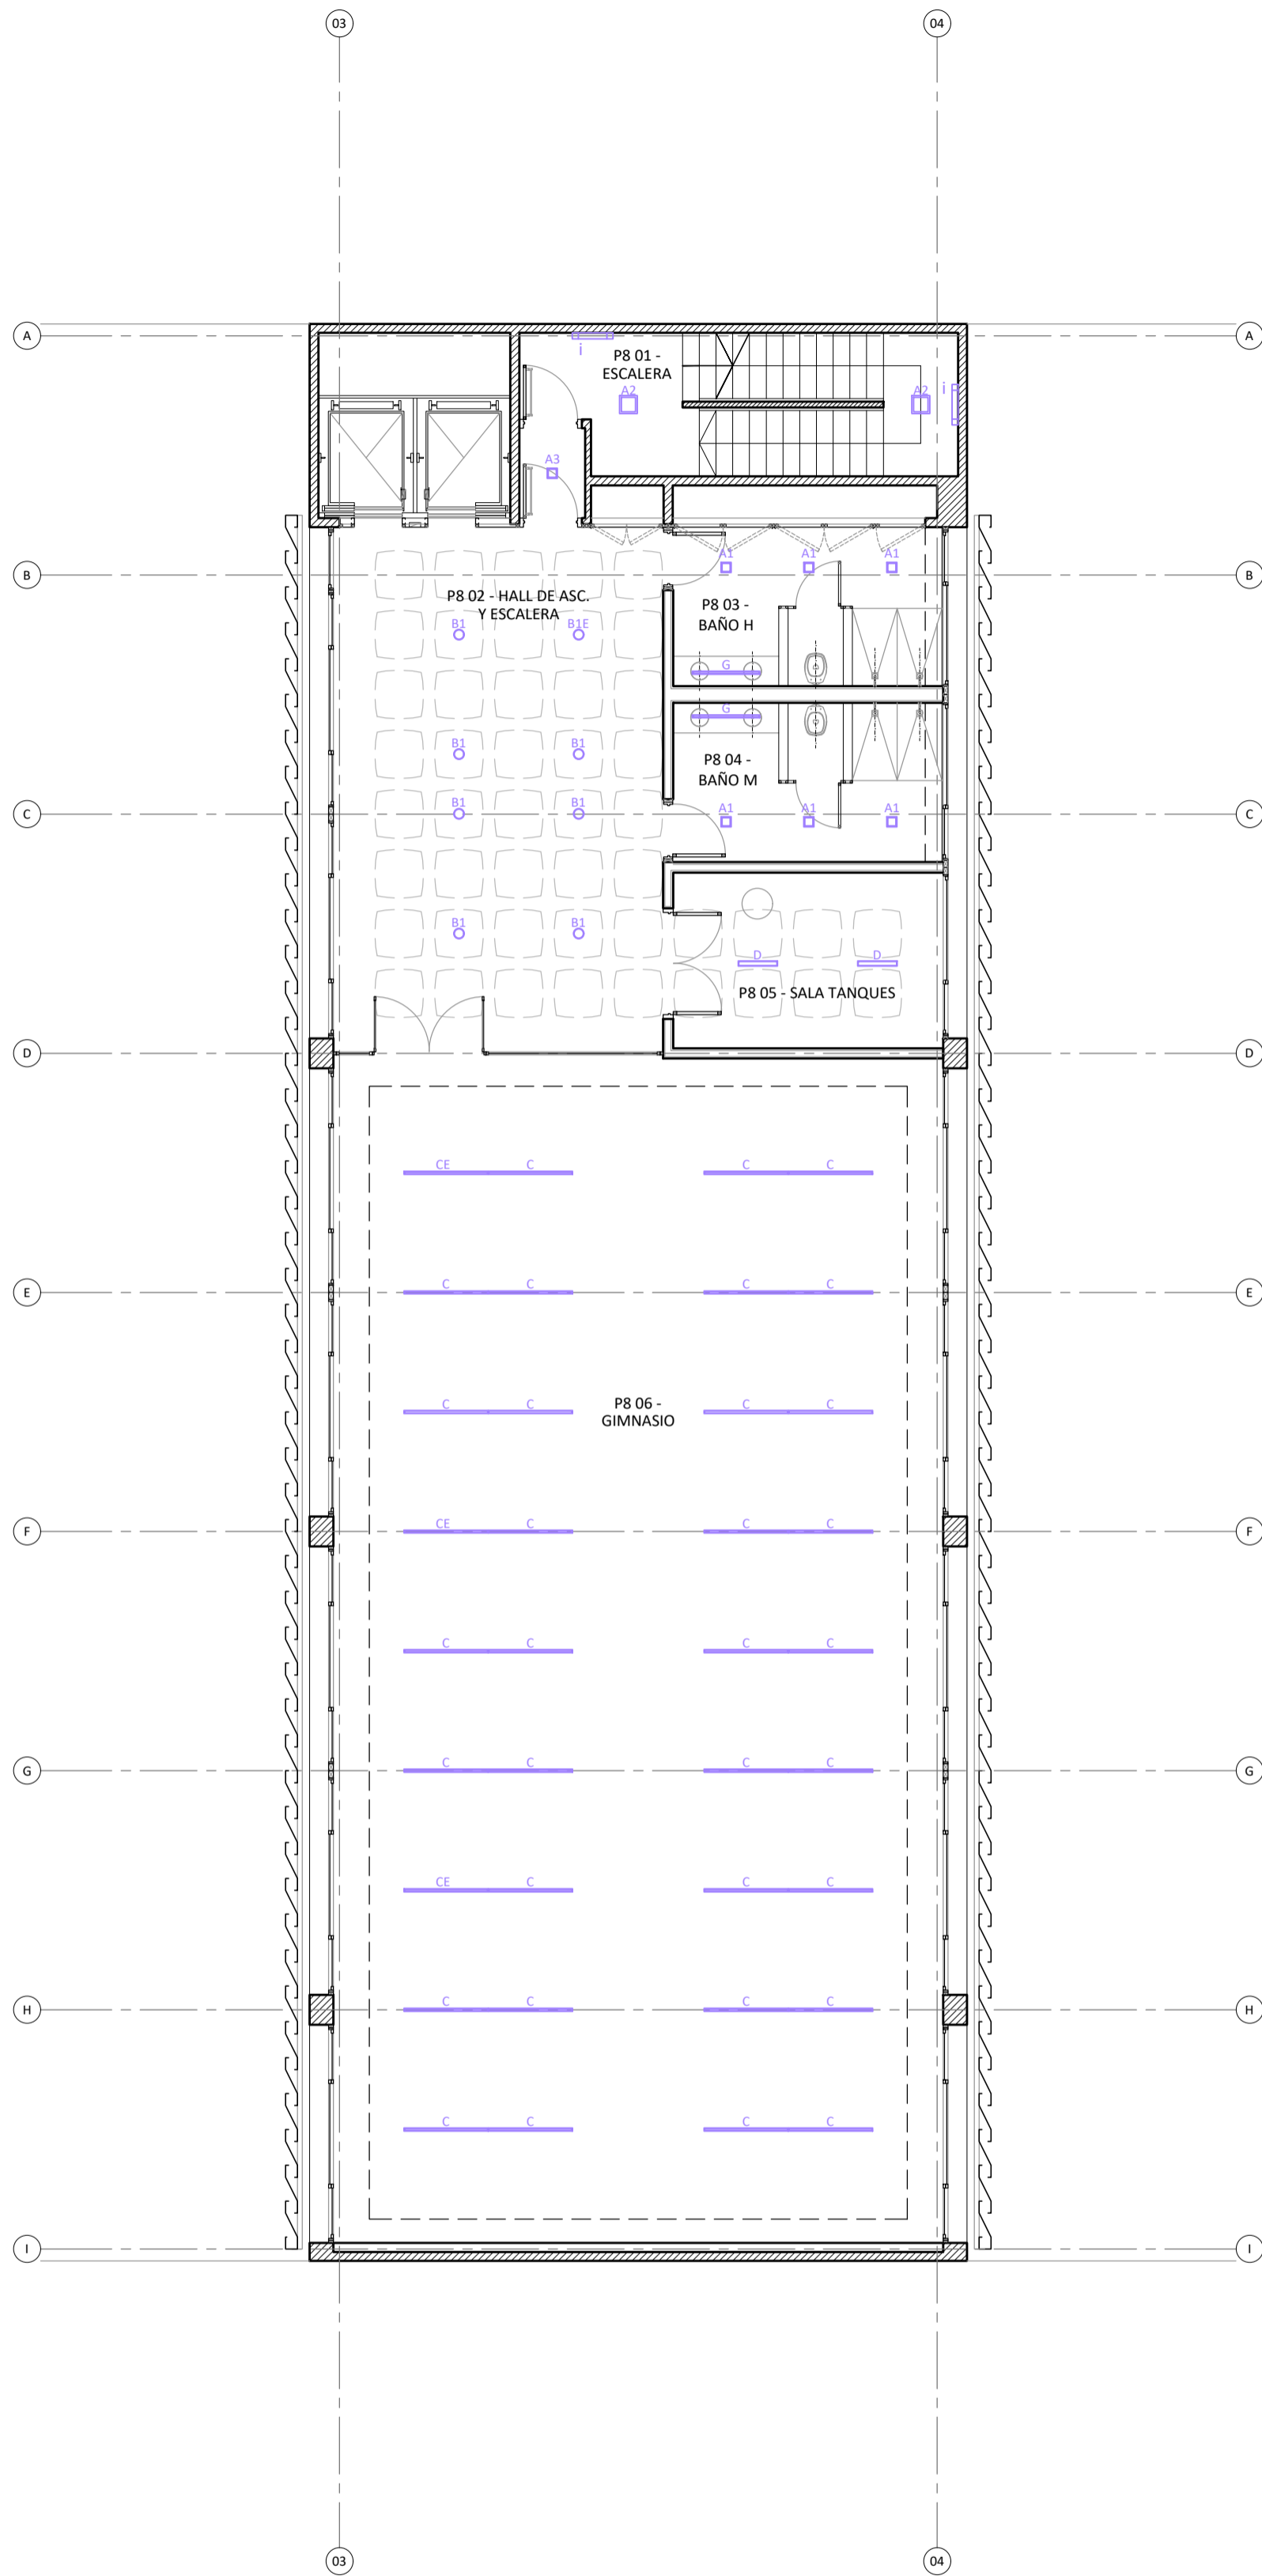 03 04
A A
i
P8 01 -
ESCALERA
A2 A2 i
A3
A1 A1 A1
B B
P8 02 - HALL DE ASC.
Y ESCALERA
P8 03 -
BAÑO H
B1 B1E
G
G
B1 B1
P8 04 -
BAÑO M
B1 B1 A1 A1 A1
C C
B1 B1
D D
P8 05 - SALA TANQUES
D D
CE C C C
C C C C
E E
P8 06 -
GIMNASIO
C C C C
CE C C C
F F
C C C C
C C C C
G G
CE C C C
C C C C
H H
C C C C
I I
03 04